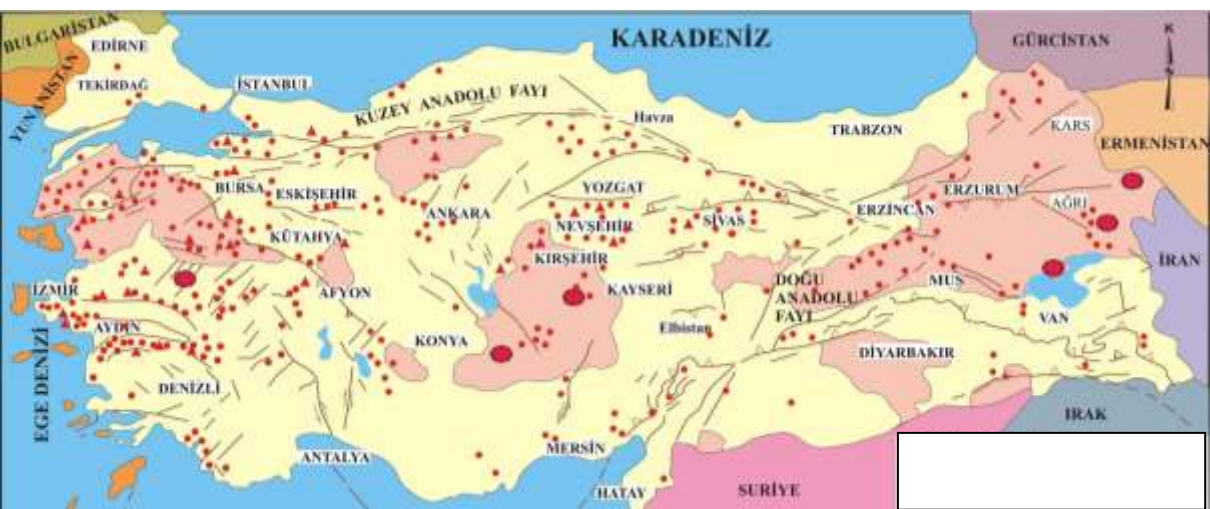 BULGARİSTAN
EDİRNE
KARADENİZ
GÜRCİSTAN
K
YUNANİSTAN
TEKİRDAĞ
İSTANBUL
KUZEY ANADOLU FAYI
Havza
TRABZON
KARS
ERMENİSTAN
BURSA
ESKİŞEHİR
ANKARA
YOZGAT
ERZURUM
AĞRI
NEVŞEHİR
SİVAS
ERZİNCAN
KÜTAHYA
KIRŞEHİR
İRAN
İZMİR
AFYON
KAYSERİ
DOĞU
ANADOLU
FAYI
MUŞ
VAN
AYDIN
KONYA
Elbistan
DİYARBAKIR
EGE DENİZİ
DENİZLİ
IRAK
ANTALYA
MERSİN
HATAY
SURİYE